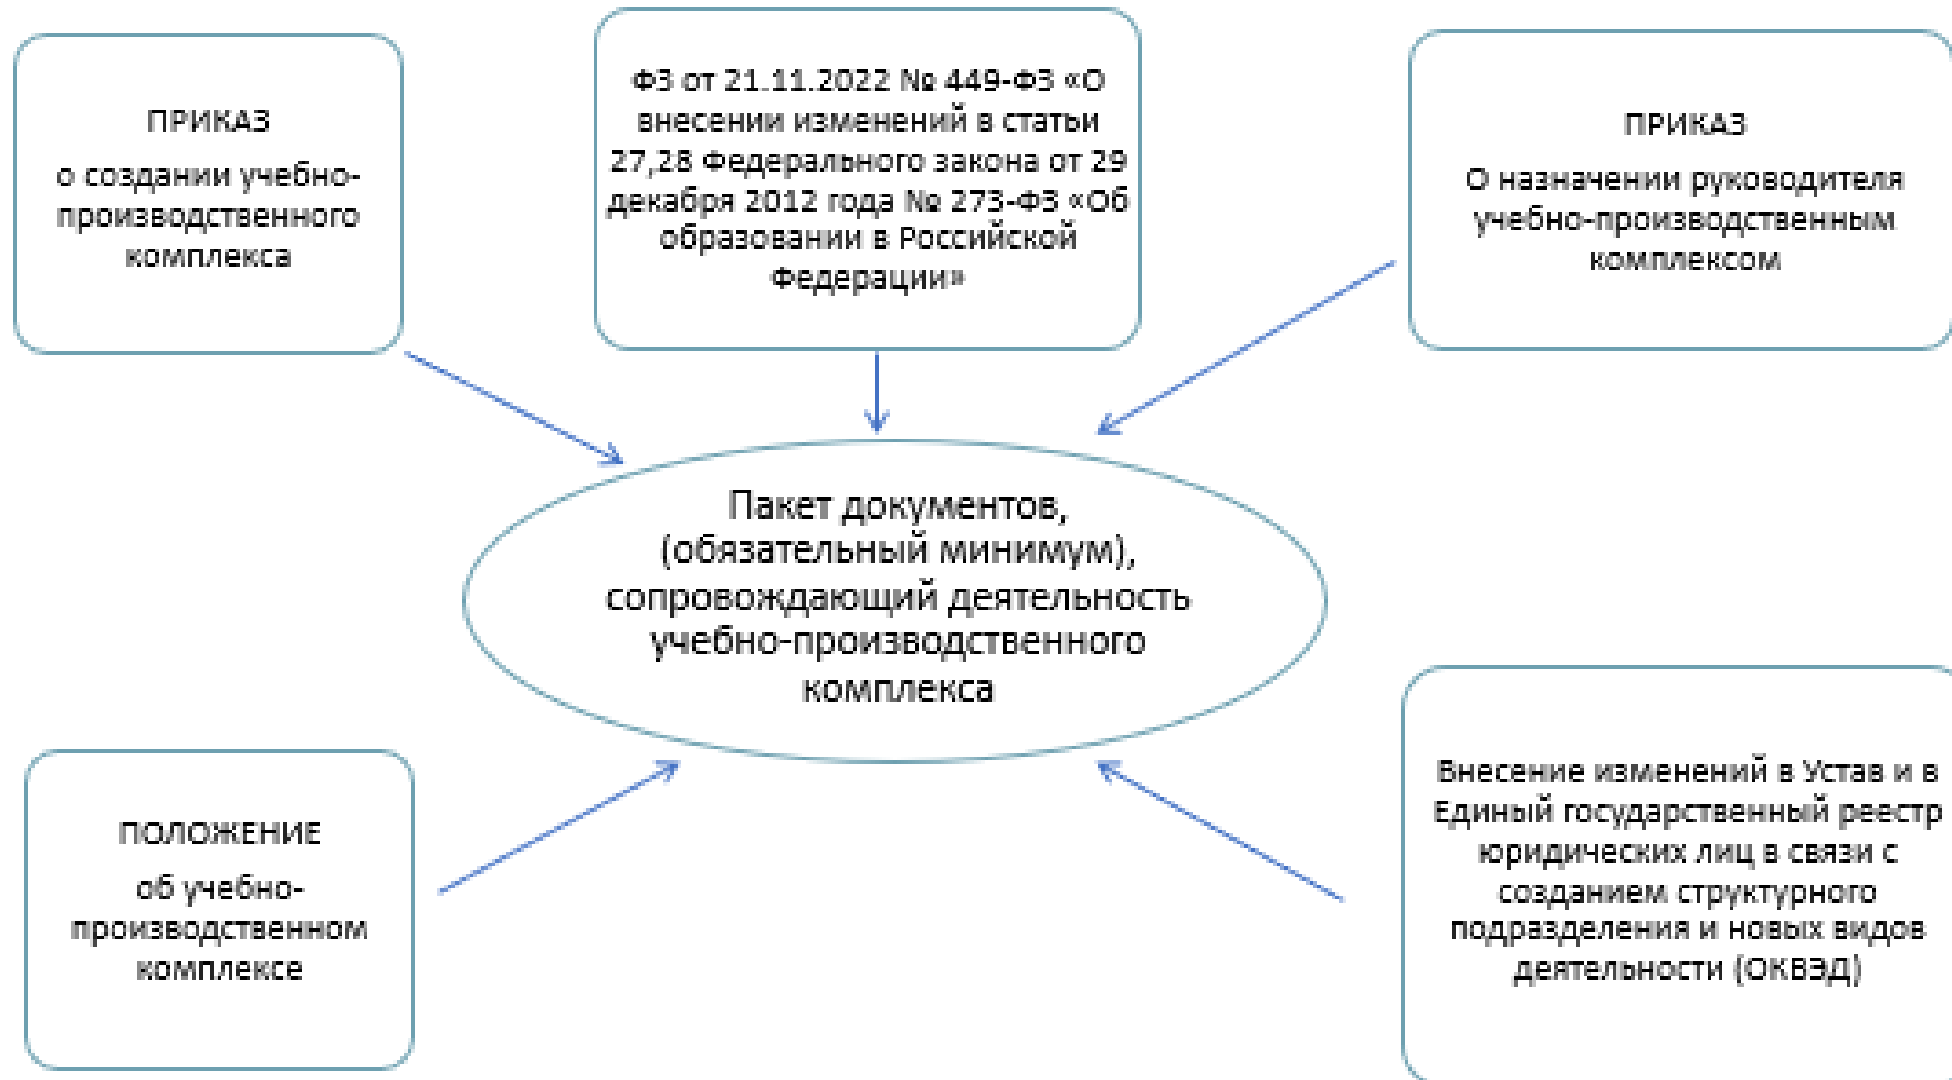 ПРИКАЗ
о создании учебно-
производственного
комплекса
ФЗ от 21.11.2022 № 449-ФЗ «О
внесении изменений в статьи
27,28 Федерального закона от 29
декабря 2012 года № 273-ФЗ «Об
образовании в Российской
Федерации»
ПРИКАЗ
О назначении руководителя
учебно-производственным
комплексом
Пакет документов,
(обязательный минимум),
сопровождающий деятельность
учебно-производственного
комплекса
ПОЛОЖЕНИЕ
об учебно-
производственном
комплексе
Внесение изменений в Устав и в
Единый государственный реестр
юридических лиц в связи с
созданием структурного
подразделения и новых видов
деятельности (ОКВЭД)